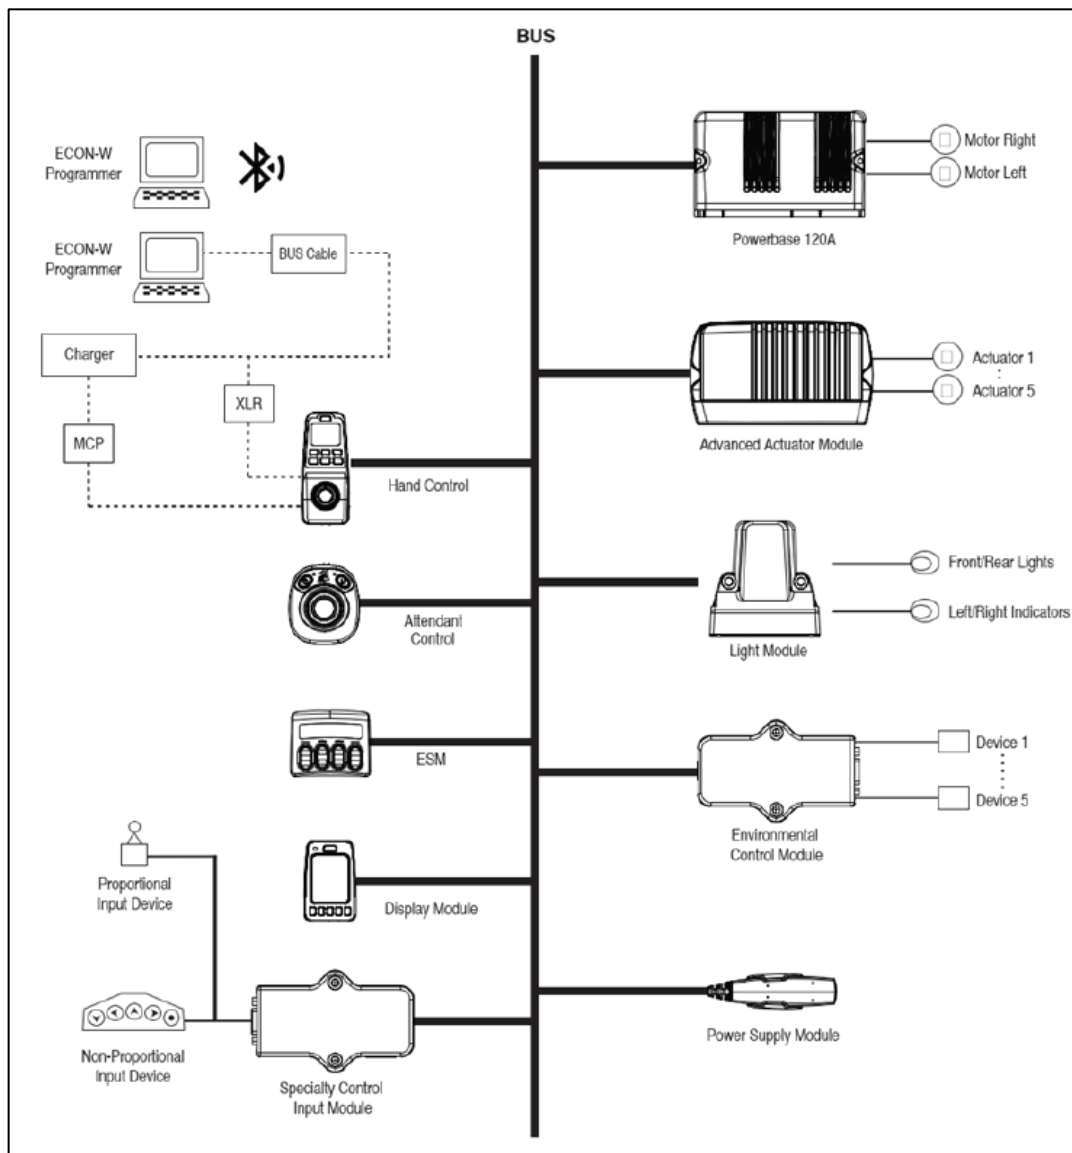 BUS
ECON-W
Programmer
ECON-W
Programmer
BUS Cable
Charger
XLR
MCP
Hand Control
Attendant
Control
ESM
Display Module
Proportional
Input Device
Non-Proportional
Input Device
Specialty Control
Input Module
Motor Right
Motor Left
Powerbase 120A
Actuator 1
Actuator 5
Advanced Actuator Module
Front/Rear Lights
Left/Right Indicators
Light Module
Device 1
Device 5
Environmental
Control Module
Power Supply Module